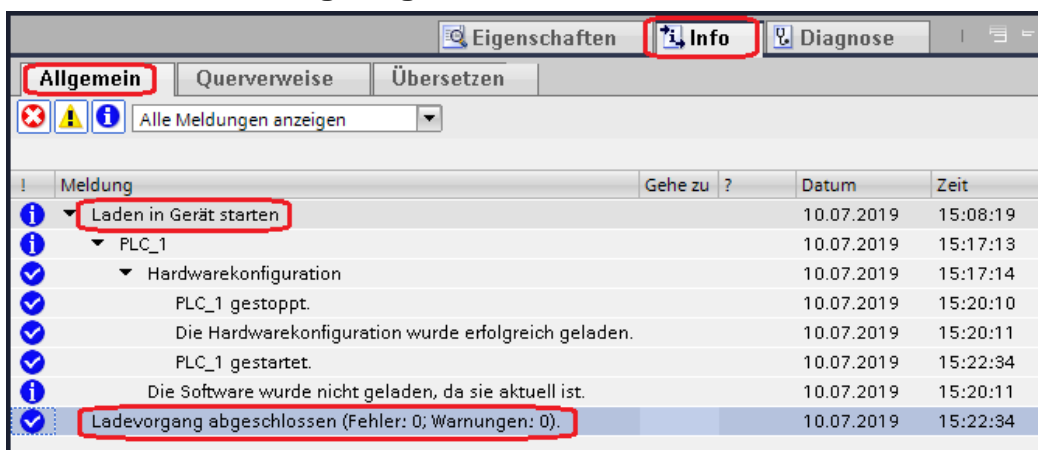 Eigenschaften Info Diagnose
Allgemein Querverweise Übersetzen
Alle Meldungen anzeigen
! Meldung Gehe zu ? Datum Zeit
Laden in Gerät starten 10.07.2019 15:08:19
PLC_1 10.07.2019 15:17:13
Hardwarekonfiguration 10.07.2019 15:17:14
PLC_1 gestoppt. 10.07.2019 15:20:10
Die Hardwarekonfiguration wurde erfolgreich geladen. 10.07.2019 15:20:11
PLC_1 gestartet. 10.07.2019 15:22:34
Die Software wurde nicht geladen, da sie aktuell ist. 10.07.2019 15:20:11
Ladevorgang abgeschlossen (Fehler: 0; Warnungen: 0). 10.07.2019 15:22:34